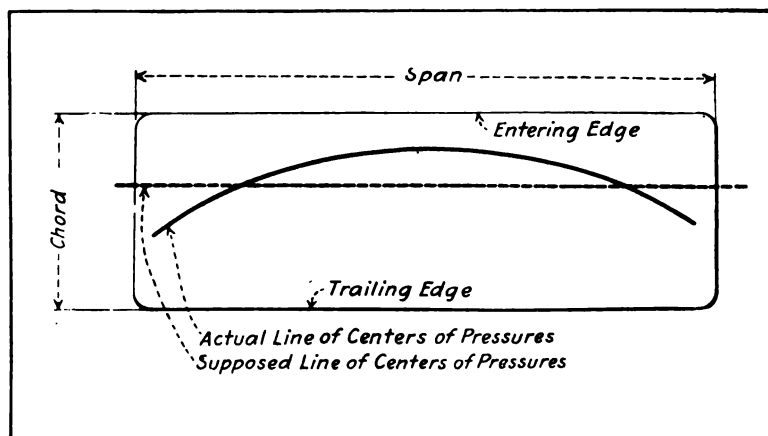 Span
Entering Edge
Chord
Trailing Edge
Actual Line of Centers of Pressures
Supposed Line of Centers of Pressures